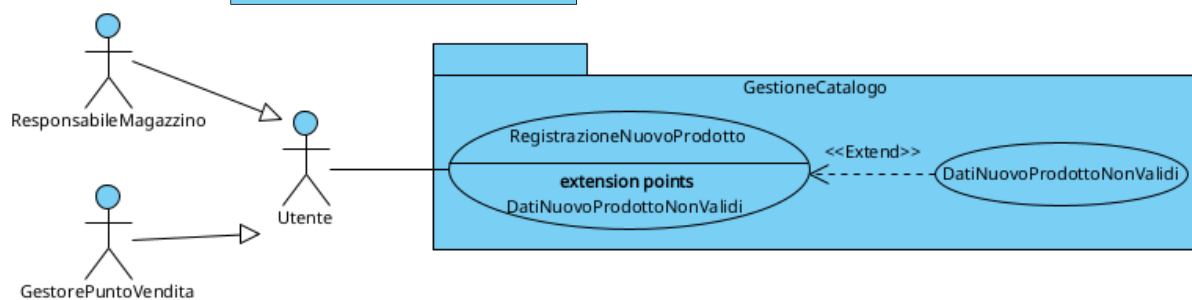 ResponsabileMagazzino
GestorePuntoVendita
Utente
GestioneCatalogo
RegistrazioneNuovoProdotto
extension points
DatiNuovoProdottoNonValidi
<<Extend>>
DatiNuovoProdottoNonValidi